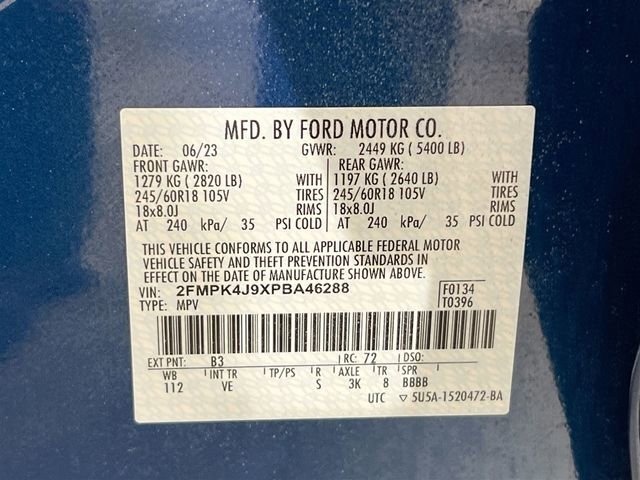 MFD. BY FORD MOTOR CO.
DATE: 06/23 GVWR: 2449 KG ( 5400 LB)
FRONT GAWR: REAR GAWR:
1279 KG ( 2820 LB) WITH 1197 KG ( 2640 LB) WITH
245/60R18 105V TIRES 245/60R18 105V TIRES
18x8.0J RIMS 18x8.0J RIMS
AT 240 kPa/ 35 PSI COLD AT 240 kPa/ 35 PSI COLD
THIS VEHICLE CONFORMS TO ALL APPLICABLE FEDERAL MOTOR
VEHICLE SAFETY AND THEFT PREVENTION STANDARDS IN
EFFECT ON THE DATE OF MANUFACTURE SHOWN ABOVE.
VIN: 2FMPK4J9XPBA46288 F0134
TYPE: MPV T0396
EXT PNT: B3 RC: 72 DSO:
WB INT TR TP/PS R AXLE TR SPR
112 VE S 3K 8 BBBB
UTC ▽ 5U5A-1520472-BA